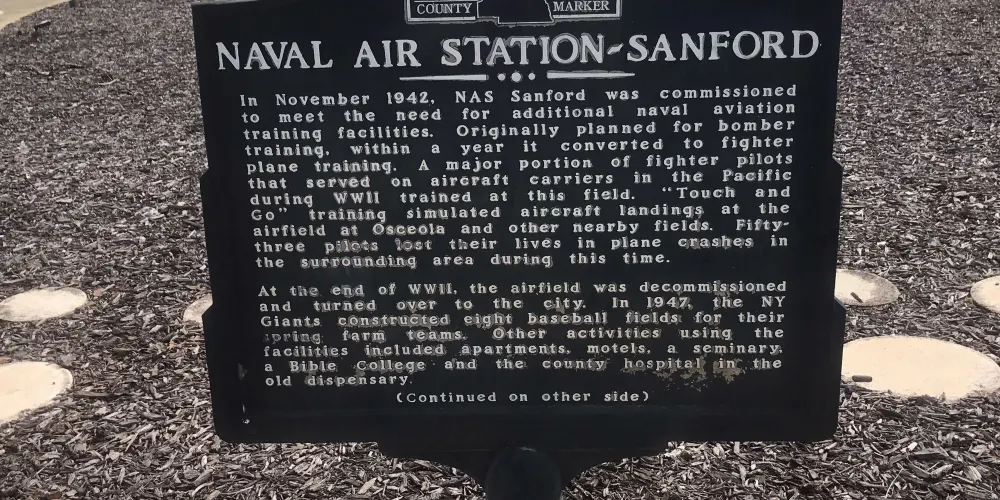 COUNTY MARKER
NAVAL AIR STATION-SANFORD
In November 1942, NAS Sanford was commissioned
to meet the need for additional naval aviation
training facilities. Originally planned for bomber
training, within a year it converted to fighter
plane training. A major portion of fighter pilots
that served on aircraft carriers in the Pacific
during WWII trained at this field. "Touch and
Go" training simulated aircraft landings at the
airfield at Osceola and other nearby fields. Fifty-
three pilots lost their lives in plane crashes in
the surrounding area during this time.
At the end of WWII, the airfield was decommissioned
and turned over to the city. In 1947, the NY
Giants constructed eight baseball fields for their
spring farm teams. Other activities using the
facilities included apartments, motels, a seminary,
a Bible College and the county hospital in the
old dispensary.
(Continued on other side)